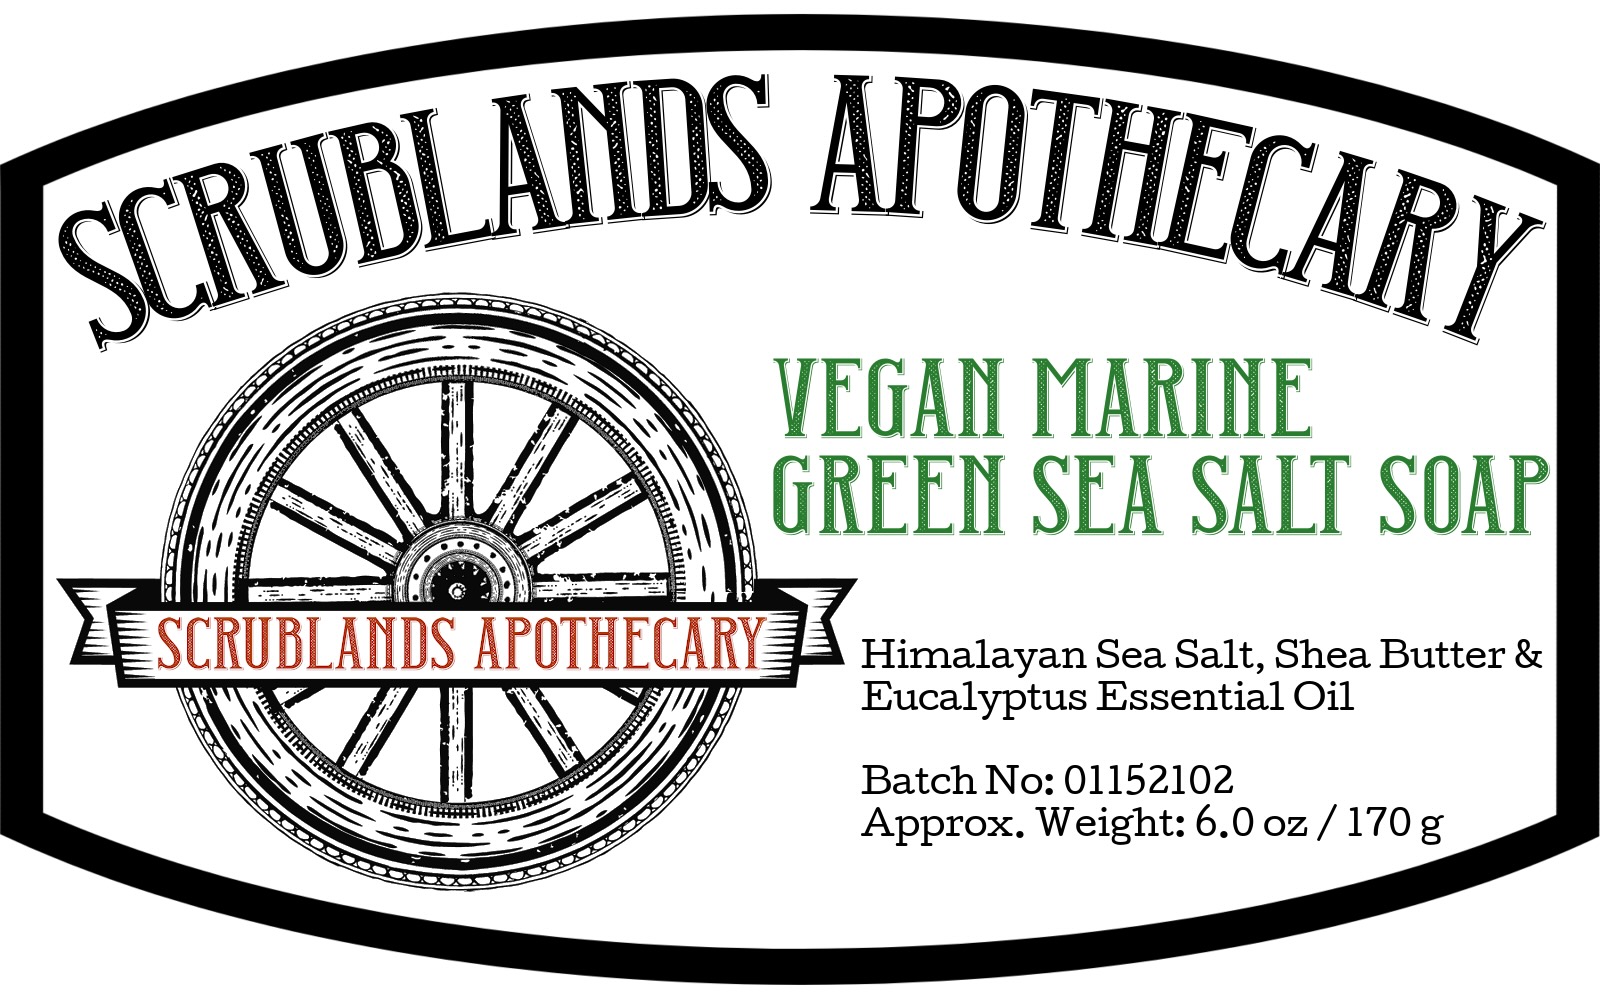 SCRUBLANDS APOTHECARY
VEGAN MARINE
GREEN SEA SALT SOAP
SCRUBLANDS APOTHECARY
Himalayan Sea Salt, Shea Butter &
Eucalyptus Essential Oil
Batch No: 01152102
Approx. Weight: 6.0 oz / 170 g